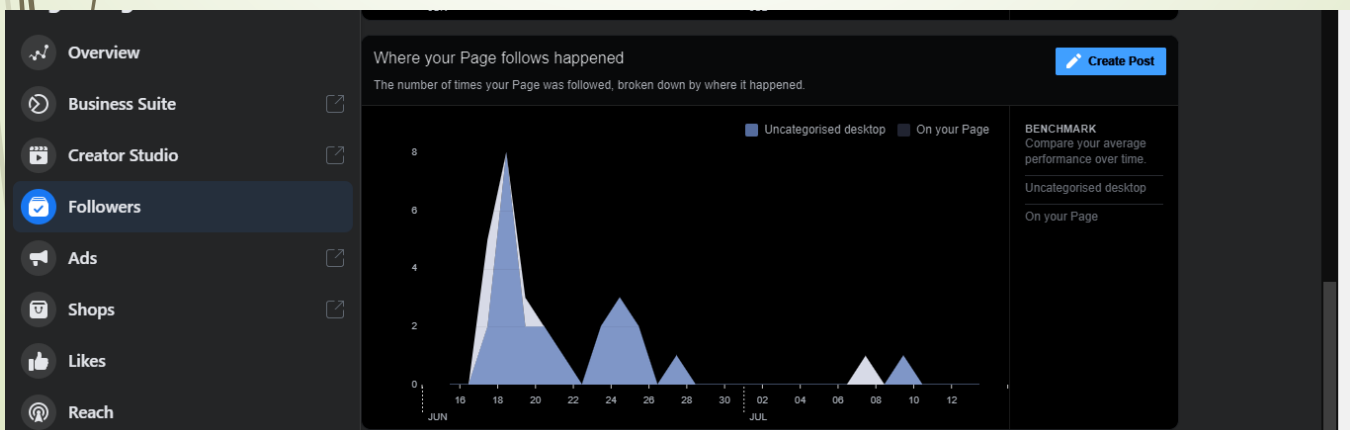 Overview
Business Suite
Creator Studio
Followers
Ads
Shops
Likes
Reach
Where your Page follows happened
The number of times your Page was followed, broken down by where it happened.
Create Post
Uncategorised desktop
On your Page
8
6
4
2
0
16 18 20 22 24 26 28 30 02 04 06 08 10 12
JUN JUL
BENCHMARK
Compare your average
performance over time.
Uncategorised desktop
On your Page